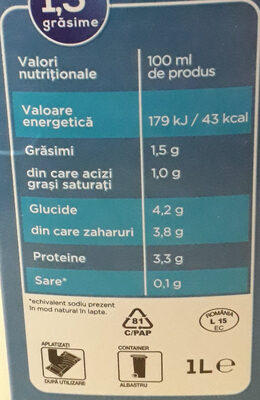 1,5
grăsime
Valori nutriționale
100 ml de produs
Valoare energetică
179 kJ / 43 kcal
Grăsimi
1,5 g
din care acizi grași saturați
1,0 g
Glucide
4,2 g
din care zaharuri
3,8 g
Proteine
3,3 g
Sare*
0,1 g
*echivalent sodiu prezent
în mod natural în lapte.
81
C/PAP
ROMÂNIA
L 15
EC
APLATIZAȚI
DUPĂ UTILIZARE
CONTAINER
ALBASTRU
1L℮